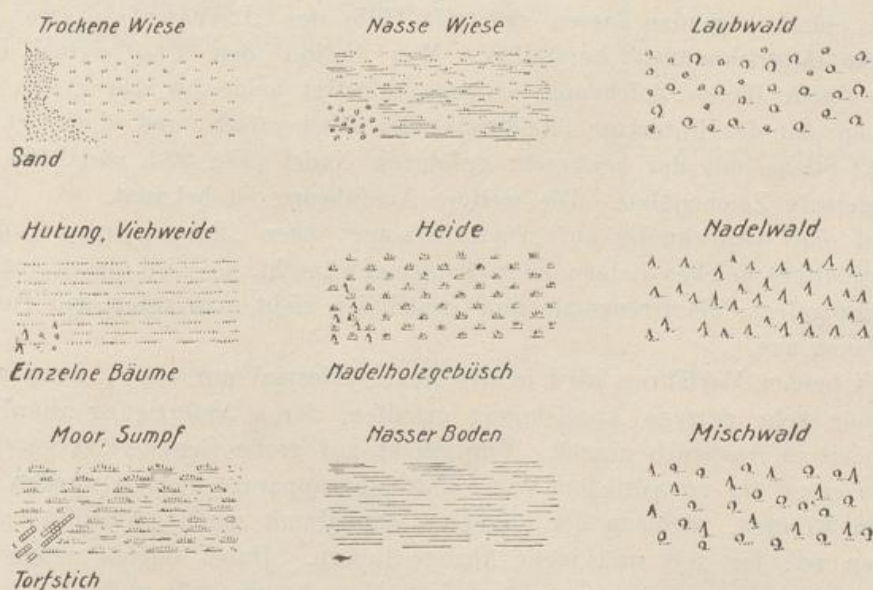 Trockene Wiese
Nasse Wiese
Laubwald
Sand
Hutung, Viehweide
Heide
Nadelwald
Einzelne Bäume
Nadelholzgebüsch
Moor, Sumpf
Nasser Boden
Mischwald
Torfstich